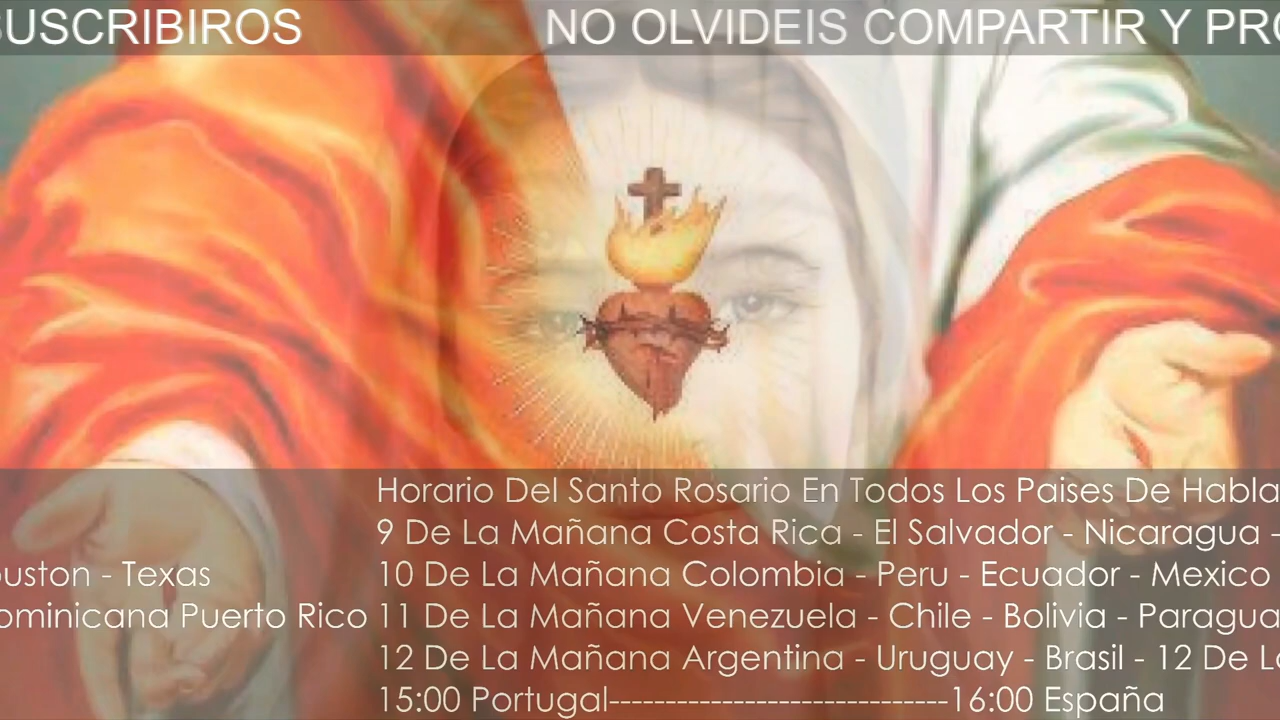 SUSCRIBIROS NO OLVIDEIS COMPARTIR Y PRO
Horario Del Santo Rosario En Todos Los Paises De Habla
9 De La Mañana Costa Rica - El Salvador - Nicaragua -
ouston - Texas 10 De La Mañana Colombia - Peru - Ecuador - Mexico
ominicana Puerto Rico 11 De La Mañana Venezuela - Chile - Bolivia - Paragua
12 De La Mañana Argentina - Uruguay - Brasil - 12 De La
15:00 Portugal------------------------------16:00 España